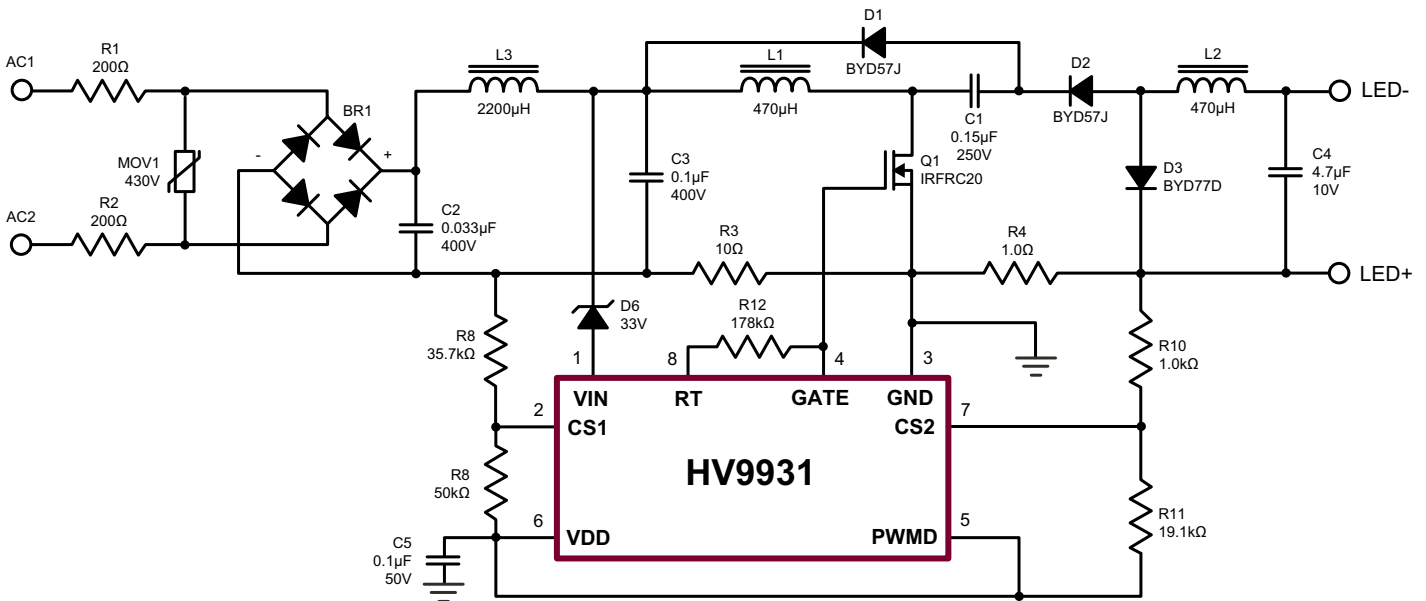 AC1
R1
200Ω
MOV1
430V
AC2
R2
200Ω
BR1
-
+
L3
2200µH
C2
0.033µF
400V
D1
BYD57J
L1
470µH
C3
0.1µF
400V
C1
0.15µF
250V
D2
BYD57J
L2
470µH
LED-
Q1
IRFRC20
D3
BYD77D
C4
4.7µF
10V
R3
10Ω
R4
1.0Ω
LED+
D6
33V
R12
178kΩ
R8
35.7kΩ
R10
1.0kΩ
1
8
4
3
VIN
RT
GATE
GND
2
CS1
CS2
7
HV9931
R8
50kΩ
R11
19.1kΩ
6
VDD
PWMD
5
C5
0.1µF
50V